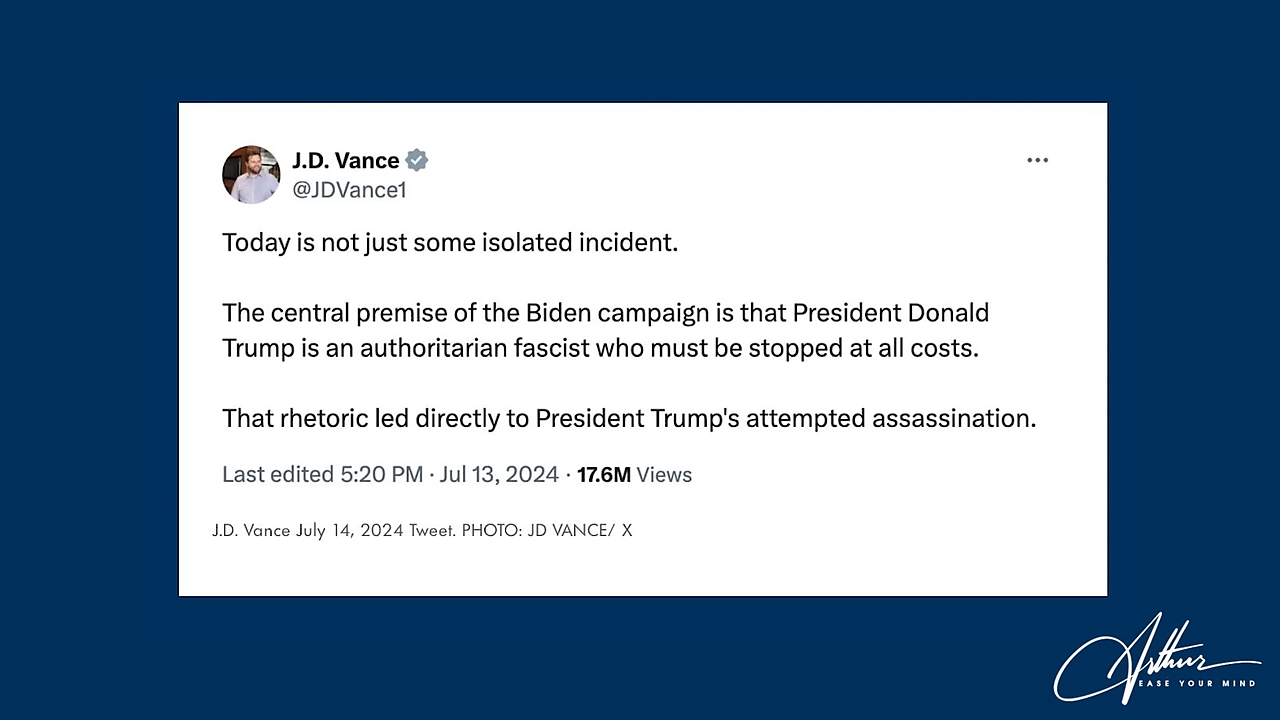 J.D. Vance
@JDVance1
Today is not just some isolated incident.
The central premise of the Biden campaign is that President Donald
Trump is an authoritarian fascist who must be stopped at all costs.
That rhetoric led directly to President Trump's attempted assassination.
Last edited 5:20 PM · Jul 13, 2024 · 17.6M Views
J.D. Vance July 14, 2024 Tweet. PHOTO: JD VANCE/ X
Arthur
EASE YOUR MIND